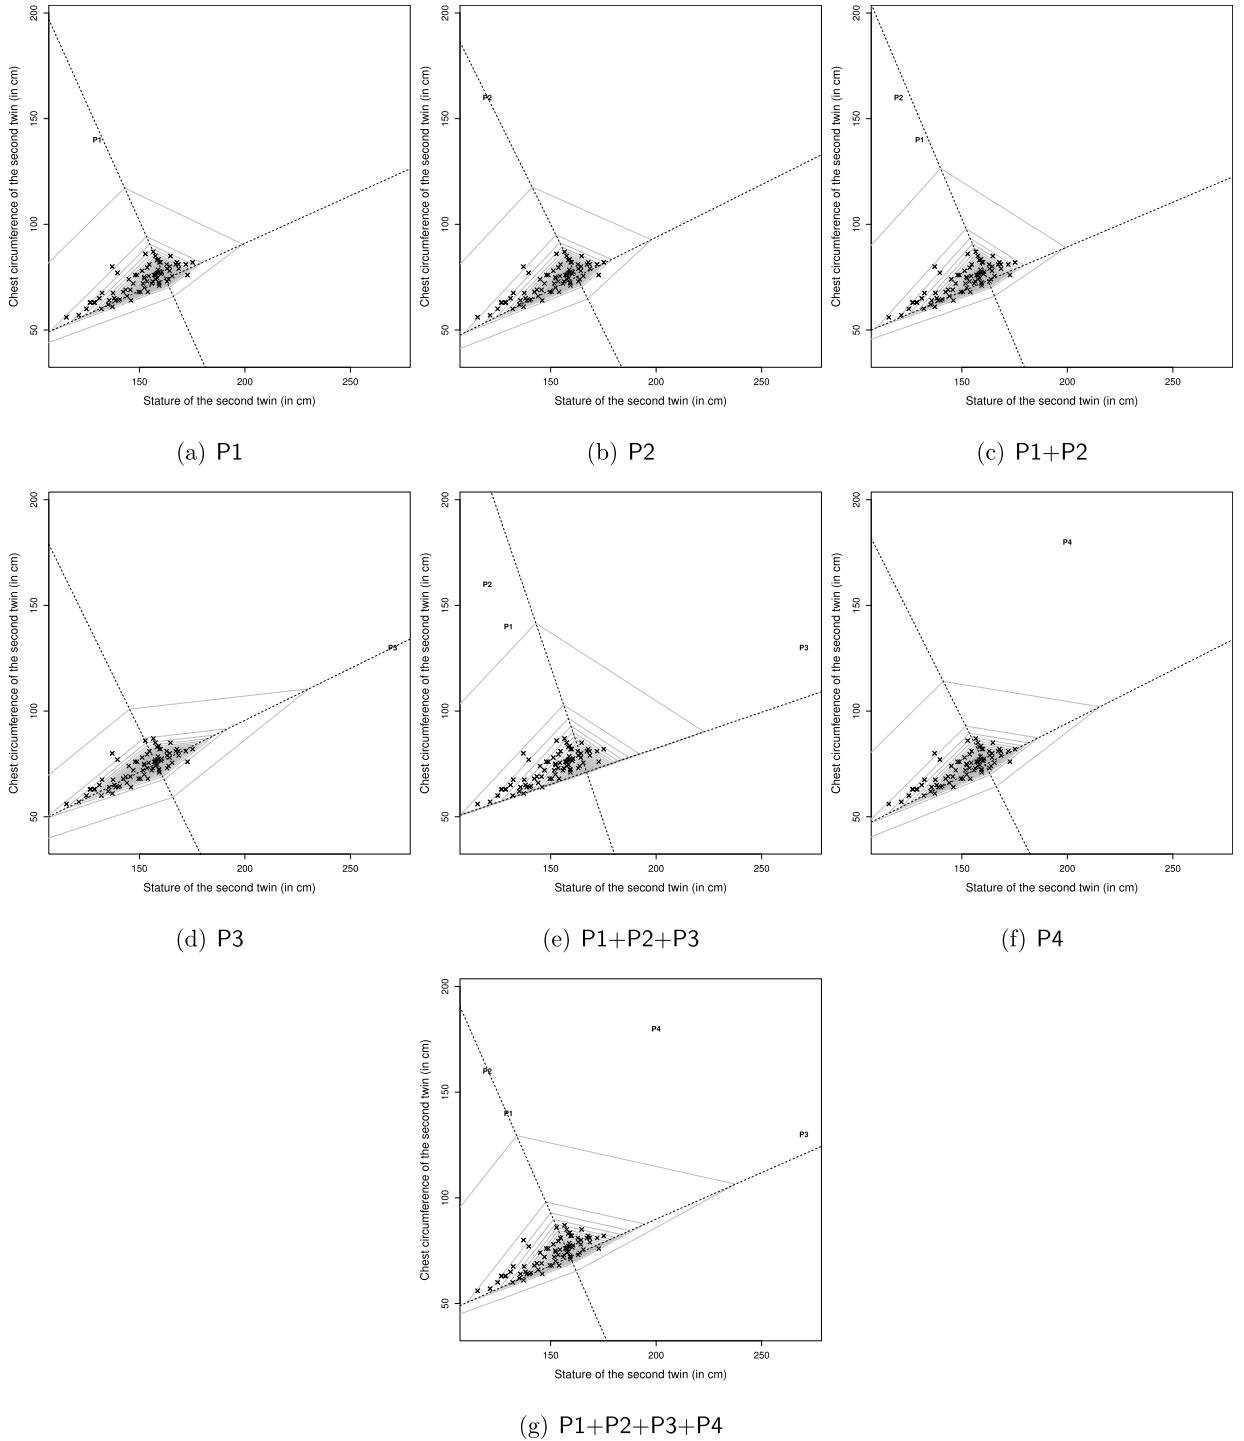 200
150
100
50
Chest circumference of the second twin (in cm)
P1
150 200 250
Stature of the second twin (in cm)
(a) P1
200
150
100
50
Chest circumference of the second twin (in cm)
P2
150 200 250
Stature of the second twin (in cm)
(b) P2
200
150
100
50
Chest circumference of the second twin (in cm)
P2
P1
150 200 250
Stature of the second twin (in cm)
(c) P1+P2
200
150
100
50
Chest circumference of the second twin (in cm)
P3
150 200 250
Stature of the second twin (in cm)
(d) P3
200
150
100
50
Chest circumference of the second twin (in cm)
P2
P1
P3
150 200 250
Stature of the second twin (in cm)
(e) P1+P2+P3
200
150
100
50
Chest circumference of the second twin (in cm)
P4
150 200 250
Stature of the second twin (in cm)
(f) P4
200
150
100
50
Chest circumference of the second twin (in cm)
P4
P2
P1
P3
150 200 250
Stature of the second twin (in cm)
(g) P1+P2+P3+P4